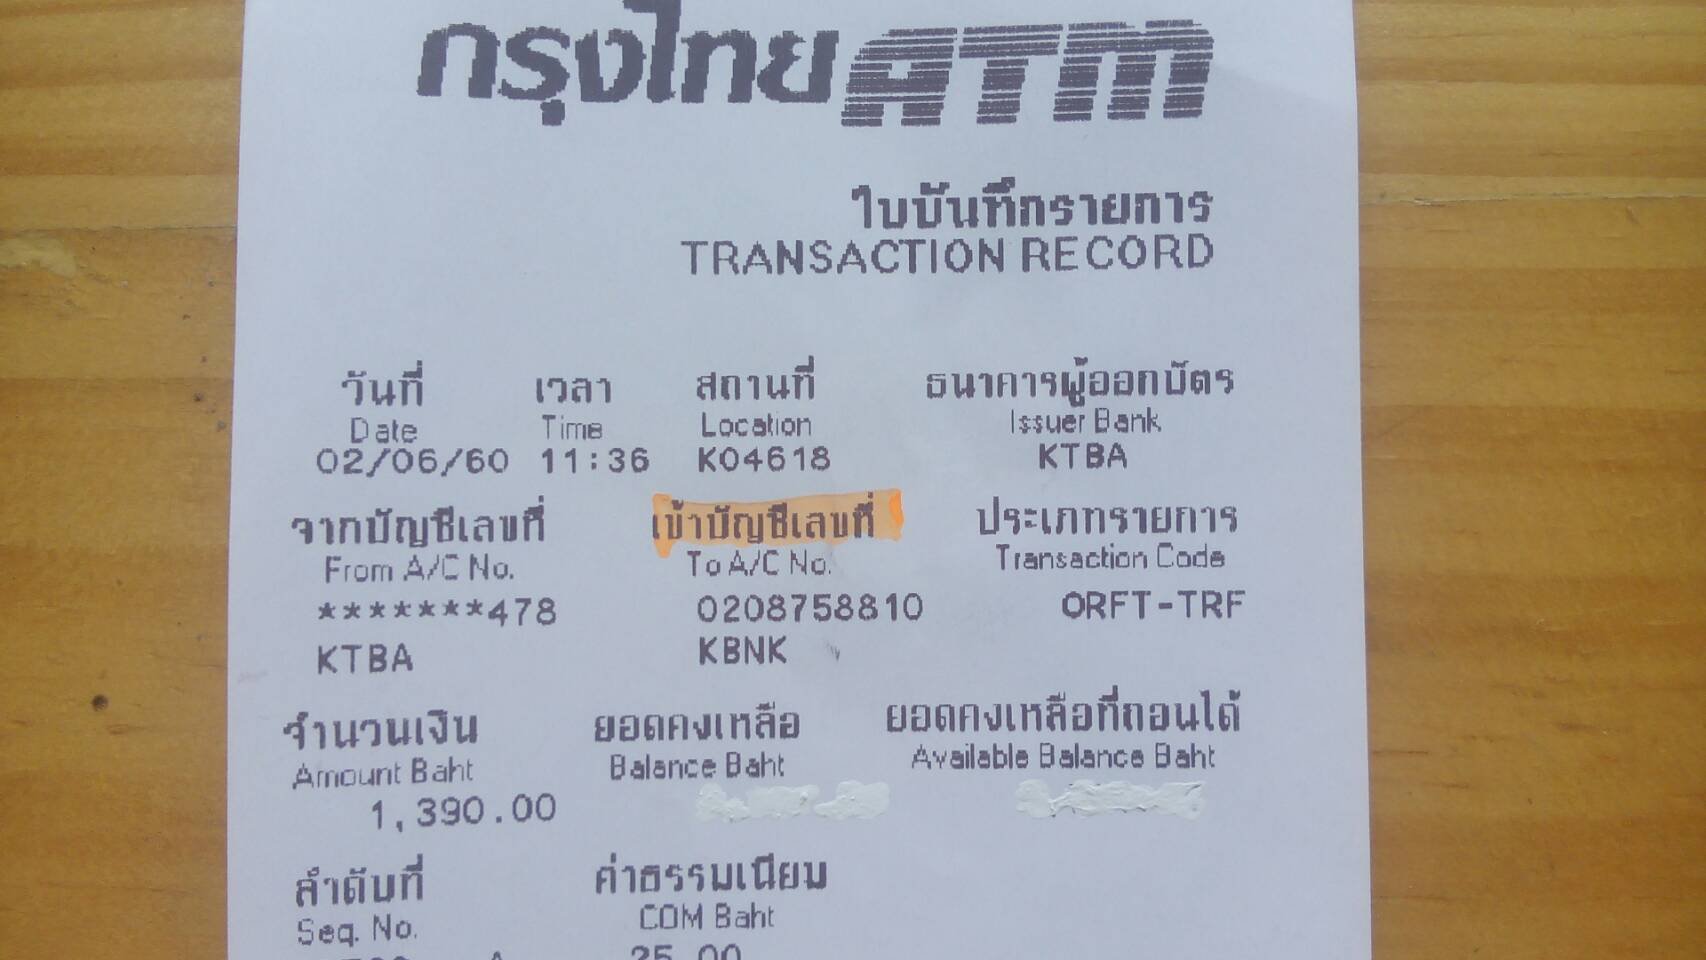 กรุงไทย ATM
ใบบันทึกรายการ
TRANSACTION RECORD
วันที่ เวลา สถานที่ ธนาคารผู้ออกบัตร
Date Time Location Issuer Bank
02/06/60 11:36 K04618 KTBA
จากบัญชีเลขที่ เข้าบัญชีเลขที่ ประเภทรายการ
From A/C No. To A/C No. Transaction Code
*******478 0208758810 ORFT-TRF
KTBA KBNK
จำนวนเงิน ยอดคงเหลือ ยอดคงเหลือที่ถอนได้
Amount Baht Balance Baht Available Balance Baht
1,390.00
ลำดับที่ ค่าธรรมเนียม
Seq. No. COM Baht
25.00